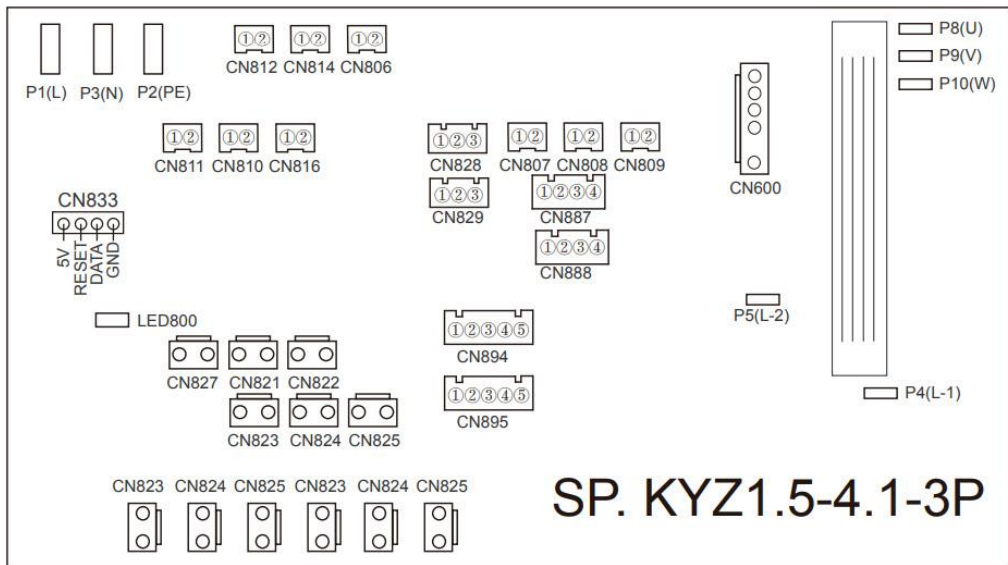 P1(L) P3(N) P2(PE)
①② ①② ①②
CN812 CN814 CN806
P8(U)
P9(V)
P10(W)
①② ①② ①②
CN811 CN810 CN816
①②③ ①② ①② ①②
CN828 CN807 CN808 CN809
CN600
①②③ ①②③④
CN829 CN887
①②③④
CN888
CN833
5V
RESET
DATA
GND
LED800
P5(L-2)
①②③④⑤
CN894
CN827 CN821 CN822
①②③④⑤
CN895
P4(L-1)
CN823 CN824 CN825
CN823 CN824 CN825 CN823 CN824 CN825
SP. KYZ1.5-4.1-3P